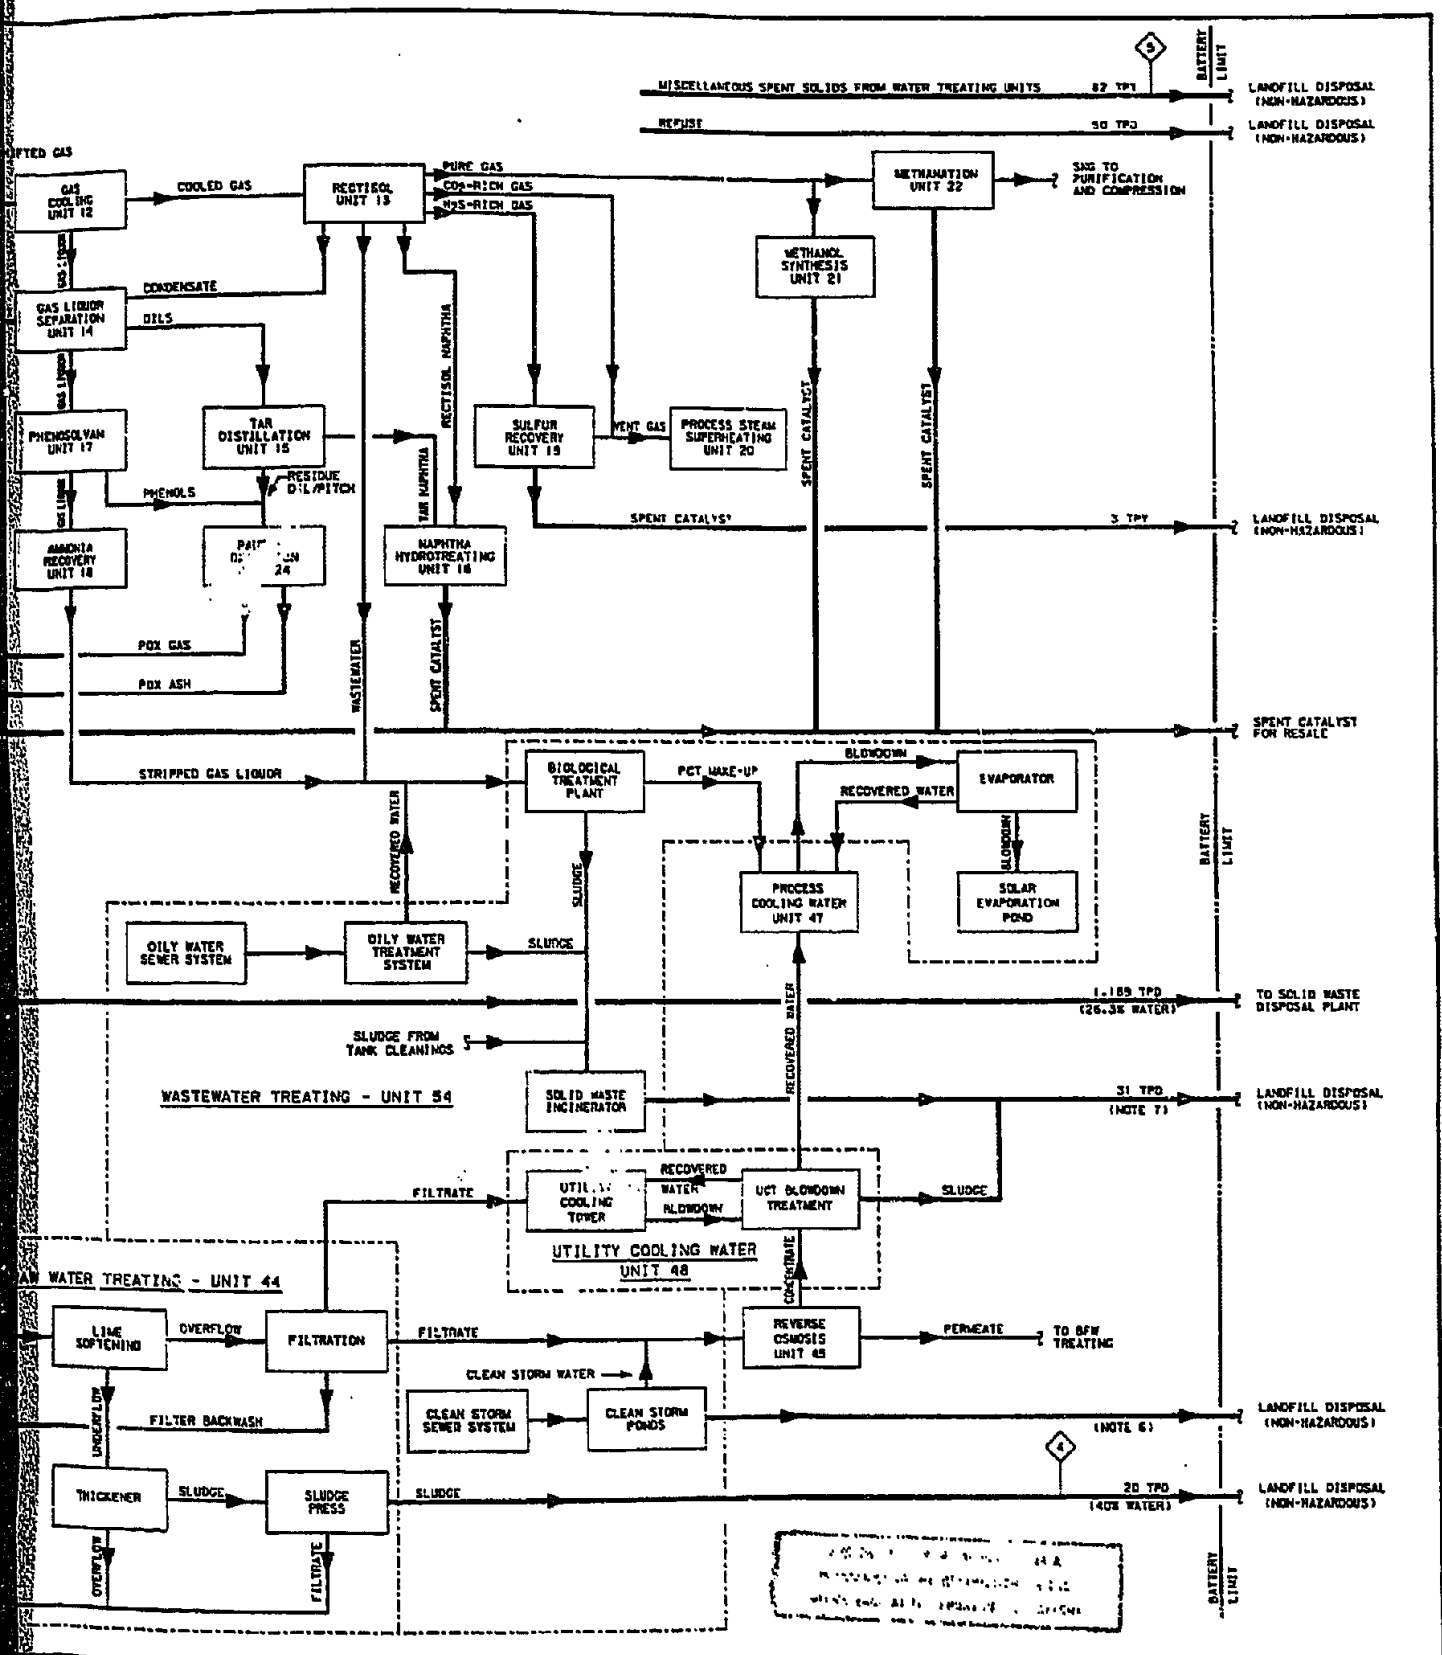 5
BATTERY
LIMIT
MISCELLANEOUS SPENT SOLIDS FROM WATER TREATING UNITS
LANDFILL DISPOSAL
(NON-HAZARDOUS)
REFUSE
LANDFILL DISPOSAL
(NON-HAZARDOUS)
IFTED GAS
GAS
COOLING
UNIT 12
COOLED GAS
RECTISOL
UNIT 13
PURE GAS
CO₂-RICH GAS
H₂S-RICH GAS
METHANATION
UNIT 22
SNG TO
PURIFICATION
AND COMPRESSION
METHANOL
SYNTHESIS
UNIT 21
GAS LIQUOR
CONDENSATE
GAS LIQUOR
SEPARATION
UNIT 14
OILS
GAS LIQUOR
RECTISOL NAPHTHA
SPENT CATALYST
SPENT CATALYST
PHENOSOLVAN
UNIT 17
TAR
DISTILLATION
UNIT 15
SULFUR
RECOVERY
UNIT 19
VENT GAS
PROCESS STEAM
SUPERHEATING
UNIT 20
TAR NAPHTHA
GAS LIQUOR
PHENOLS
RESIDUE
OIL/PITCH
SPENT CATALYST
3 TPY
LANDFILL DISPOSAL
(NON-HAZARDOUS)
AMMONIA
RECOVERY
UNIT 18
24
NAPHTHA
HYDROTREATING
UNIT 16
POX GAS
POX ASH
WASTEWATER
SPENT CATALYST
SPENT CATALYST
FOR RESALE
STRIPPED GAS LIQUOR
BIOLOGICAL
TREATMENT
PLANT
PCT MAKE-UP
BLOWDOWN
RECOVERED WATER
EVAPORATOR
BLOWDOWN
BATTERY
LIMIT
RECOVERED WATER
SLUDGE
PROCESS
COOLING WATER
UNIT 47
SOLAR
EVAPORATION
POND
OILY WATER
SEWER SYSTEM
OILY WATER
TREATMENT
SYSTEM
SLUDGE
1,189 TPD
(26.3% WATER)
TO SOLID WASTE
DISPOSAL PLANT
SLUDGE FROM
TANK CLEANINGS
RECOVERED WATER
WASTEWATER TREATING - UNIT 54
SOLID WASTE
INCINERATOR
31 TPD
(NOTE 7)
LANDFILL DISPOSAL
(NON-HAZARDOUS)
FILTRATE
UTIL
COOLING
TOWER
RECOVERED
WATER
BLOWDOWN
UCT BLOWDOWN
TREATMENT
SLUDGE
UTILITY COOLING WATER
UNIT 48
CONCENTRATE
AW WATER TREATING - UNIT 44
LIME
SOFTENING
OVERFLOW
FILTRATION
FILTRATE
REVERSE
OSMOSIS
UNIT 45
PERMEATE
TO BFW
TREATING
CLEAN STORM WATER
UNDERFLOW
FILTER BACKWASH
CLEAN STORM
SEWER SYSTEM
CLEAN STORM
PONDS
(NOTE 6)
LANDFILL DISPOSAL
(NON-HAZARDOUS)
4
THICKENER
SLUDGE
SLUDGE
PRESS
SLUDGE
20 TPD
(40% WATER)
LANDFILL DISPOSAL
(NON-HAZARDOUS)
OVERFLOW
FILTRATE
BATTERY
LIMIT